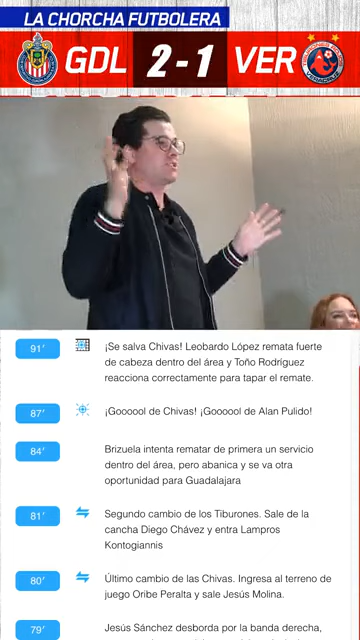 LA CHORCHA FUTBOLERA
GDL 2-1 VER
91'
¡Se salva Chivas! Leobardo López remata fuerte
de cabeza dentro del área y Toño Rodríguez
reacciona correctamente para tapar el remate.
87'
¡Goooool de Chivas! ¡Goooool de Alan Pulido!
84'
Brizuela intenta rematar de primera un servicio
dentro del área, pero abanica y se va otra
oportunidad para Guadalajara
81'
Segundo cambio de los Tiburones. Sale de la
cancha Diego Chávez y entra Lampros
Kontogiannis
80'
Último cambio de las Chivas. Ingresa al terreno de
juego Oribe Peralta y sale Jesús Molina.
79'
Jesús Sánchez desborda por la banda derecha,